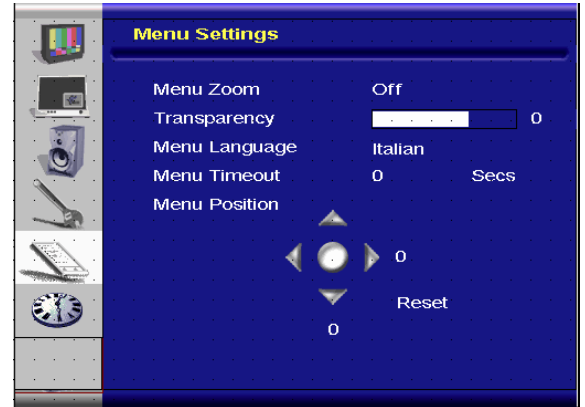 Menu Settings
Menu Zoom Off
Transparency 0
Menu Language Italian
Menu Timeout 0 Secs
Menu Position
0
Reset
0